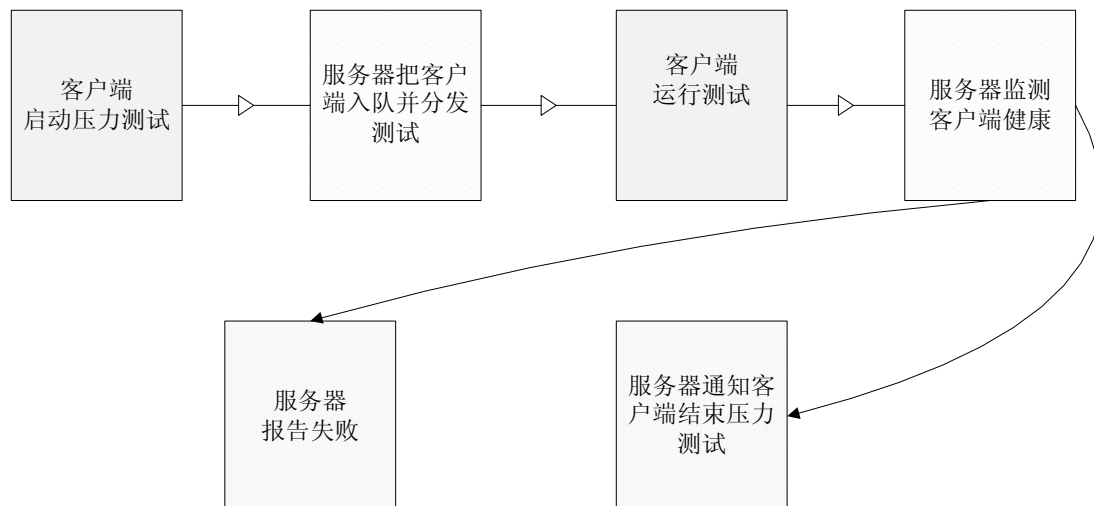 客户端
启动压力测试
服务器把客户
端入队并分发
测试
客户端
运行测试
服务器监测
客户端健康
服务器
报告失败
服务器通知客
户端结束压力
测试